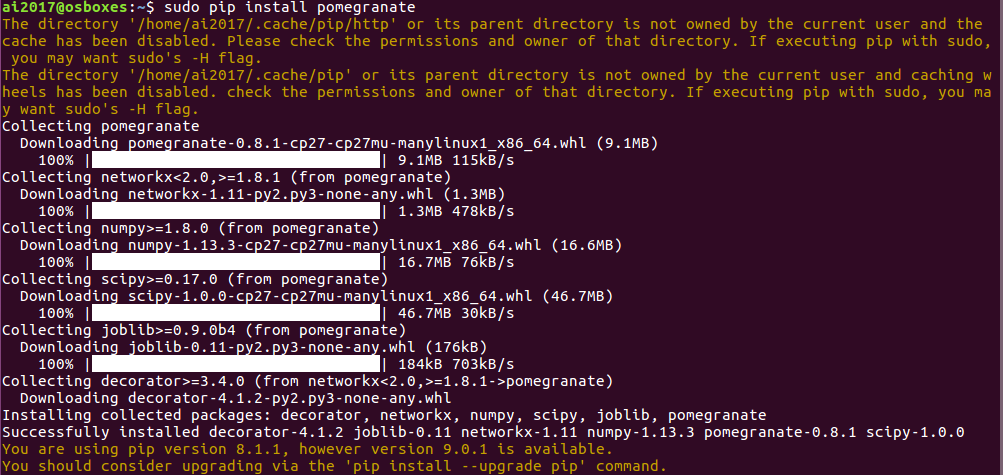 ai2017@osboxes:~$ sudo pip install pomegranate
The directory '/home/ai2017/.cache/pip/http' or its parent directory is not owned by the current user and the
cache has been disabled. Please check the permissions and owner of that directory. If executing pip with sudo,
 you may want sudo's -H flag.
The directory '/home/ai2017/.cache/pip' or its parent directory is not owned by the current user and caching w
heels has been disabled. check the permissions and owner of that directory. If executing pip with sudo, you ma
y want sudo's -H flag.
Collecting pomegranate
  Downloading pomegranate-0.8.1-cp27-cp27mu-manylinux1_x86_64.whl (9.1MB)
    100% |████████████████████████████████| 9.1MB 115kB/s
Collecting networkx<2.0,>=1.8.1 (from pomegranate)
  Downloading networkx-1.11-py2.py3-none-any.whl (1.3MB)
    100% |████████████████████████████████| 1.3MB 478kB/s
Collecting numpy>=1.8.0 (from pomegranate)
  Downloading numpy-1.13.3-cp27-cp27mu-manylinux1_x86_64.whl (16.6MB)
    100% |████████████████████████████████| 16.7MB 76kB/s
Collecting scipy>=0.17.0 (from pomegranate)
  Downloading scipy-1.0.0-cp27-cp27mu-manylinux1_x86_64.whl (46.7MB)
    100% |████████████████████████████████| 46.7MB 30kB/s
Collecting joblib>=0.9.0b4 (from pomegranate)
  Downloading joblib-0.11-py2.py3-none-any.whl (176kB)
    100% |████████████████████████████████| 184kB 703kB/s
Collecting decorator>=3.4.0 (from networkx<2.0,>=1.8.1->pomegranate)
  Downloading decorator-4.1.2-py2.py3-none-any.whl
Installing collected packages: decorator, networkx, numpy, scipy, joblib, pomegranate
Successfully installed decorator-4.1.2 joblib-0.11 networkx-1.11 numpy-1.13.3 pomegranate-0.8.1 scipy-1.0.0
You are using pip version 8.1.1, however version 9.0.1 is available.
You should consider upgrading via the 'pip install --upgrade pip' command.